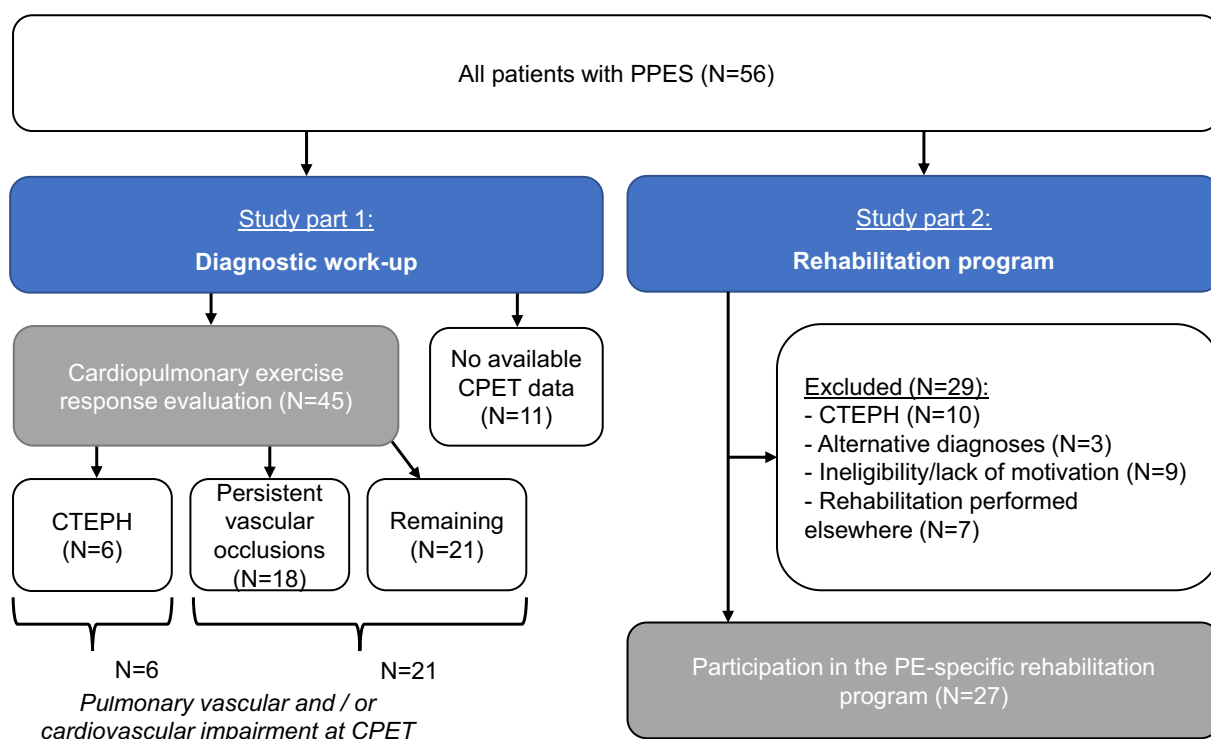 All patients with PPES (N=56)
Study part 1:
Diagnostic work-up
Study part 2:
Rehabilitation program
Cardiopulmonary exercise
response evaluation (N=45)
No available
CPET data
(N=11)
CTEPH
(N=6)
Persistent
vascular
occlusions
(N=18)
Remaining
(N=21)
N=6
N=21
Pulmonary vascular and / or
cardiovascular impairment at CPET
Excluded (N=29):
- CTEPH (N=10)
- Alternative diagnoses (N=3)
- Ineligibility/lack of motivation (N=9)
- Rehabilitation performed
elsewhere (N=7)
Participation in the PE-specific rehabilitation
program (N=27)